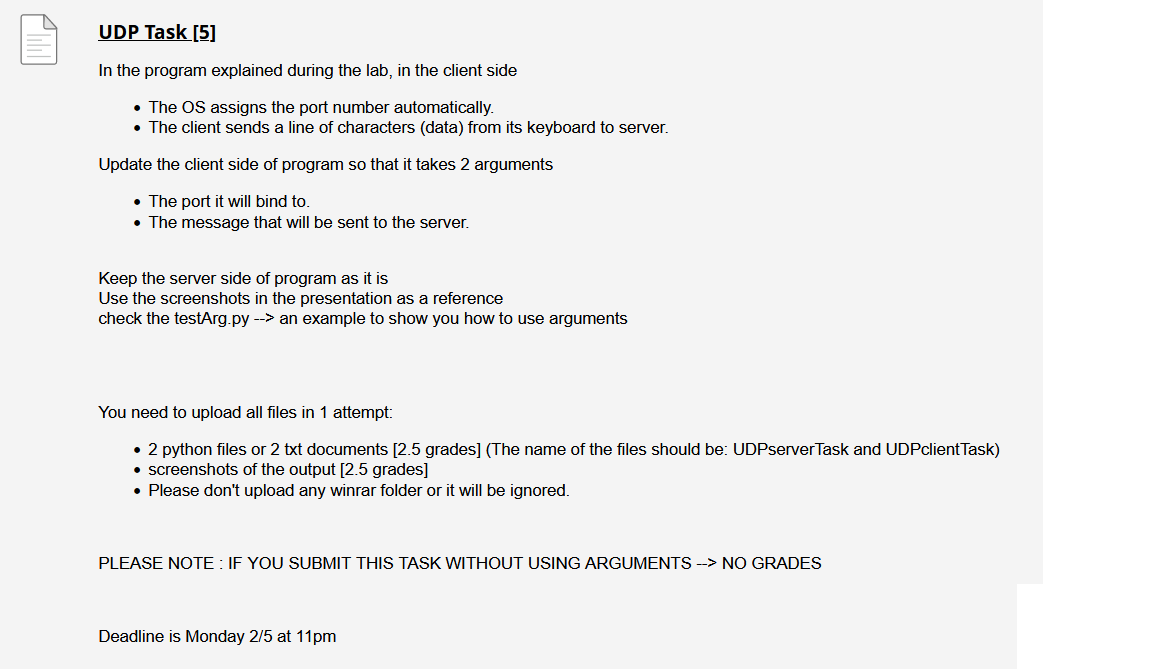 UDP Task [5]
In the program explained during the lab, in the client side
• The OS assigns the port number automatically.
• The client sends a line of characters (data) from its keyboard to server.
Update the client side of program so that it takes 2 arguments
• The port it will bind to.
• The message that will be sent to the server.
Keep the server side of program as it is
Use the screenshots in the presentation as a reference
check the testArg.py --> an example to show you how to use arguments
You need to upload all files in 1 attempt:
• 2 python files or 2 txt documents [2.5 grades] (The name of the files should be: UDPserverTask and UDPclientTask)
• screenshots of the output [2.5 grades]
• Please don't upload any winrar folder or it will be ignored.
PLEASE NOTE : IF YOU SUBMIT THIS TASK WITHOUT USING ARGUMENTS --> NO GRADES
Deadline is Monday 2/5 at 11pm